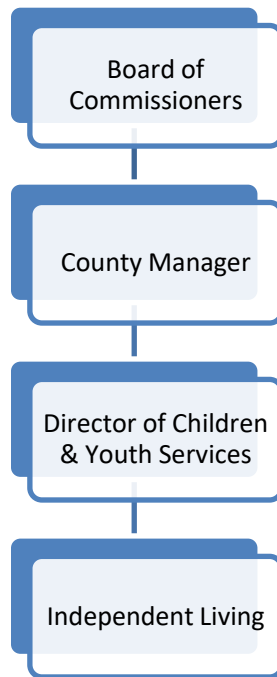 Board of
Commissioners
County Manager
Director of Children
& Youth Services
Independent Living